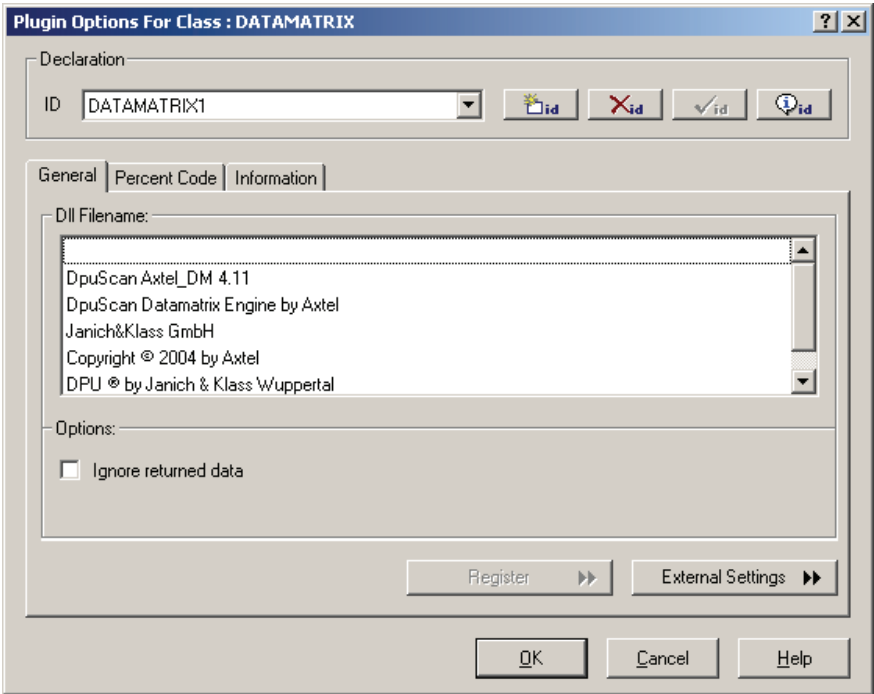 Plugin Options For Class : DATAMATRIX
Declaration
ID DATAMATRIX1 id id id id
General Percent Code Information
Dll Filename:
DpuScan Axtel_DM 4.11
DpuScan Datamatrix Engine by Axtel
Janich&Klass GmbH
Copyright © 2004 by Axtel
DPU ® by Janich & Klass Wuppertal
Options:
Ignore returned data
Register External Settings
OK Cancel Help